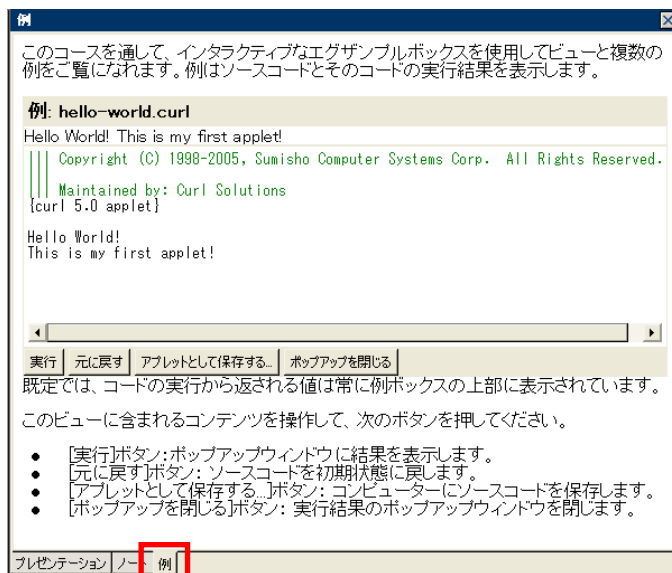 例
このコースを通して、インタラクティブなエグザンプルボックスを使用してビューと複数の
例をご覧になれます。例はソースコードとそのコードの実行結果を表示します。
例: hello-world.curl
Hello World! This is my first applet!
||| Copyright (C) 1998-2005, Sumisho Computer Systems Corp.  All Rights Reserved.
|||
||| Maintained by: Curl Solutions
{curl 5.0 applet}
Hello World!
This is my first applet!
実行 元に戻す アプレットとして保存する... ポップアップを閉じる
既定では、コードの実行から返される値は常に例ボックスの上部に表示されています。
このビューに含まれるコンテンツを操作して、次のボタンを押してください。
● [実行]ボタン:ポップアップウィンドウに結果を表示します。
● [元に戻す]ボタン: ソースコードを初期状態に戻します。
● [アプレットとして保存する...]ボタン: コンピューターにソースコードを保存します。
● [ポップアップを閉じる]ボタン: 実行結果のポップアップウィンドウを閉じます。
プレゼンテーション ノート 例